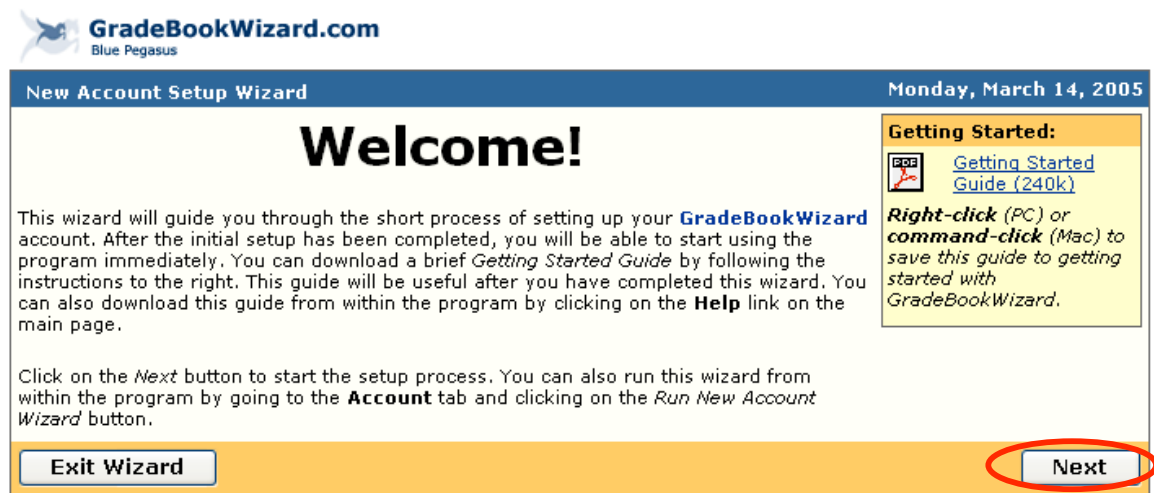 GradeBookWizard.com
Blue Pegasus
New Account Setup Wizard
Monday, March 14, 2005
Welcome!
This wizard will guide you through the short process of setting up your GradeBookWizard
account. After the initial setup has been completed, you will be able to start using the
program immediately. You can download a brief Getting Started Guide by following the
instructions to the right. This guide will be useful after you have completed this wizard. You
can also download this guide from within the program by clicking on the Help link on the
main page.
Click on the Next button to start the setup process. You can also run this wizard from
within the program by going to the Account tab and clicking on the Run New Account
Wizard button.
Getting Started:
PDF
Getting Started
Guide (240k)
Right-click (PC) or
command-click (Mac) to
save this guide to getting
started with
GradeBookWizard.
Exit Wizard
Next